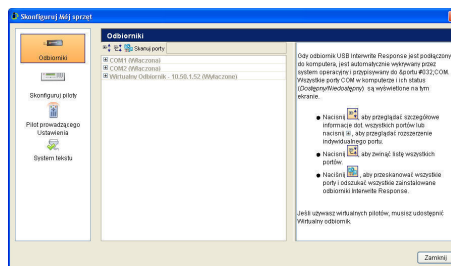 Skonfiguruj Mój sprzęt
Odbiorniki
Skonfiguruj piloty
Pilot prowadzącego
Ustawienia
System tekstu
Odbiorniki
Skanuj porty
COM1 (Wyłaczone)
COM2 (Wyłaczone)
Wirtualny Odbiornik - 10.50.1.52 (Wyłaczone)
Gdy odbiornik USB Interwrite Response jest podłączony
do komputera, jest automatycznie wykrywany przez
system operacyjny i przypisywany do &portu #032;COM.
Wszystkie porty COM w komputerze i ich status
(Dostępny/Niedostępny) są wyświetlone na tym
ekranie.
Naciśnij , aby przeglądać szczegółowe
informacje dot. wszystkich portów lub
naciśnij , aby przeglądać rozszerzenie
indywidualnego portu.
Naciśnij , aby zwinąć listę wszystkich
portów.
Naciśnij , aby przeskanować wszystkie
porty i odszukać wszystkie zainstalowane
odbiorniki Interwrite Response.
Jeśli używasz wirtualnych pilotów, musisz udostępnić
Wirtualny odbiornik.
Zamknij